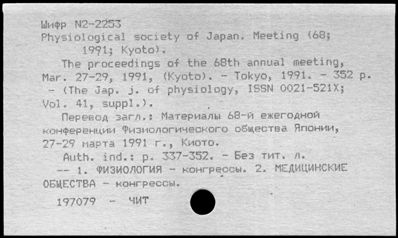 Шифр N2-2253
Physiological society of Japan. Meeting (68;
1991; Kyoto).
The proceedings of the 68th annual meeting,
Mar. 27-29, 1991, (Kyoto). - Tokyo, 1991. - 352 p.
- (The Jap. j. of physiology, ISSN 0021-521X;
Vol. 41, suppl.).
Перевод загл.: Материалы 68-й ежегодной
конференции Физиологического общества Японии,
27-29 марта 1991 г., Киото.
Auth. ind.: p. 337-352. - Без тит. л.
-- 1. ФИЗИОЛОГИЯ - конгрессы. 2. МЕДИЦИНСКИЕ
ОБЩЕСТВА - конгрессы.
197079 - ЧИТ